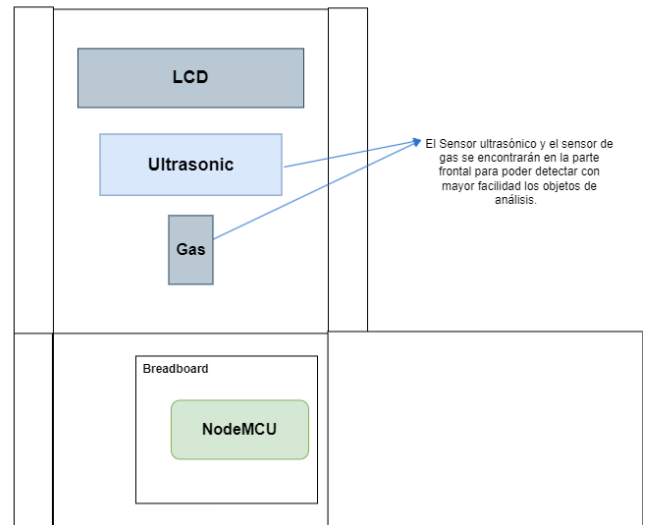 LCD
Ultrasonic
El Sensor ultrasónico y el sensor de
gas se encontrarán en la parte
frontal para poder detectar con
mayor facilidad los objetos de
análisis.
Gas
Breadboard
NodeMCU